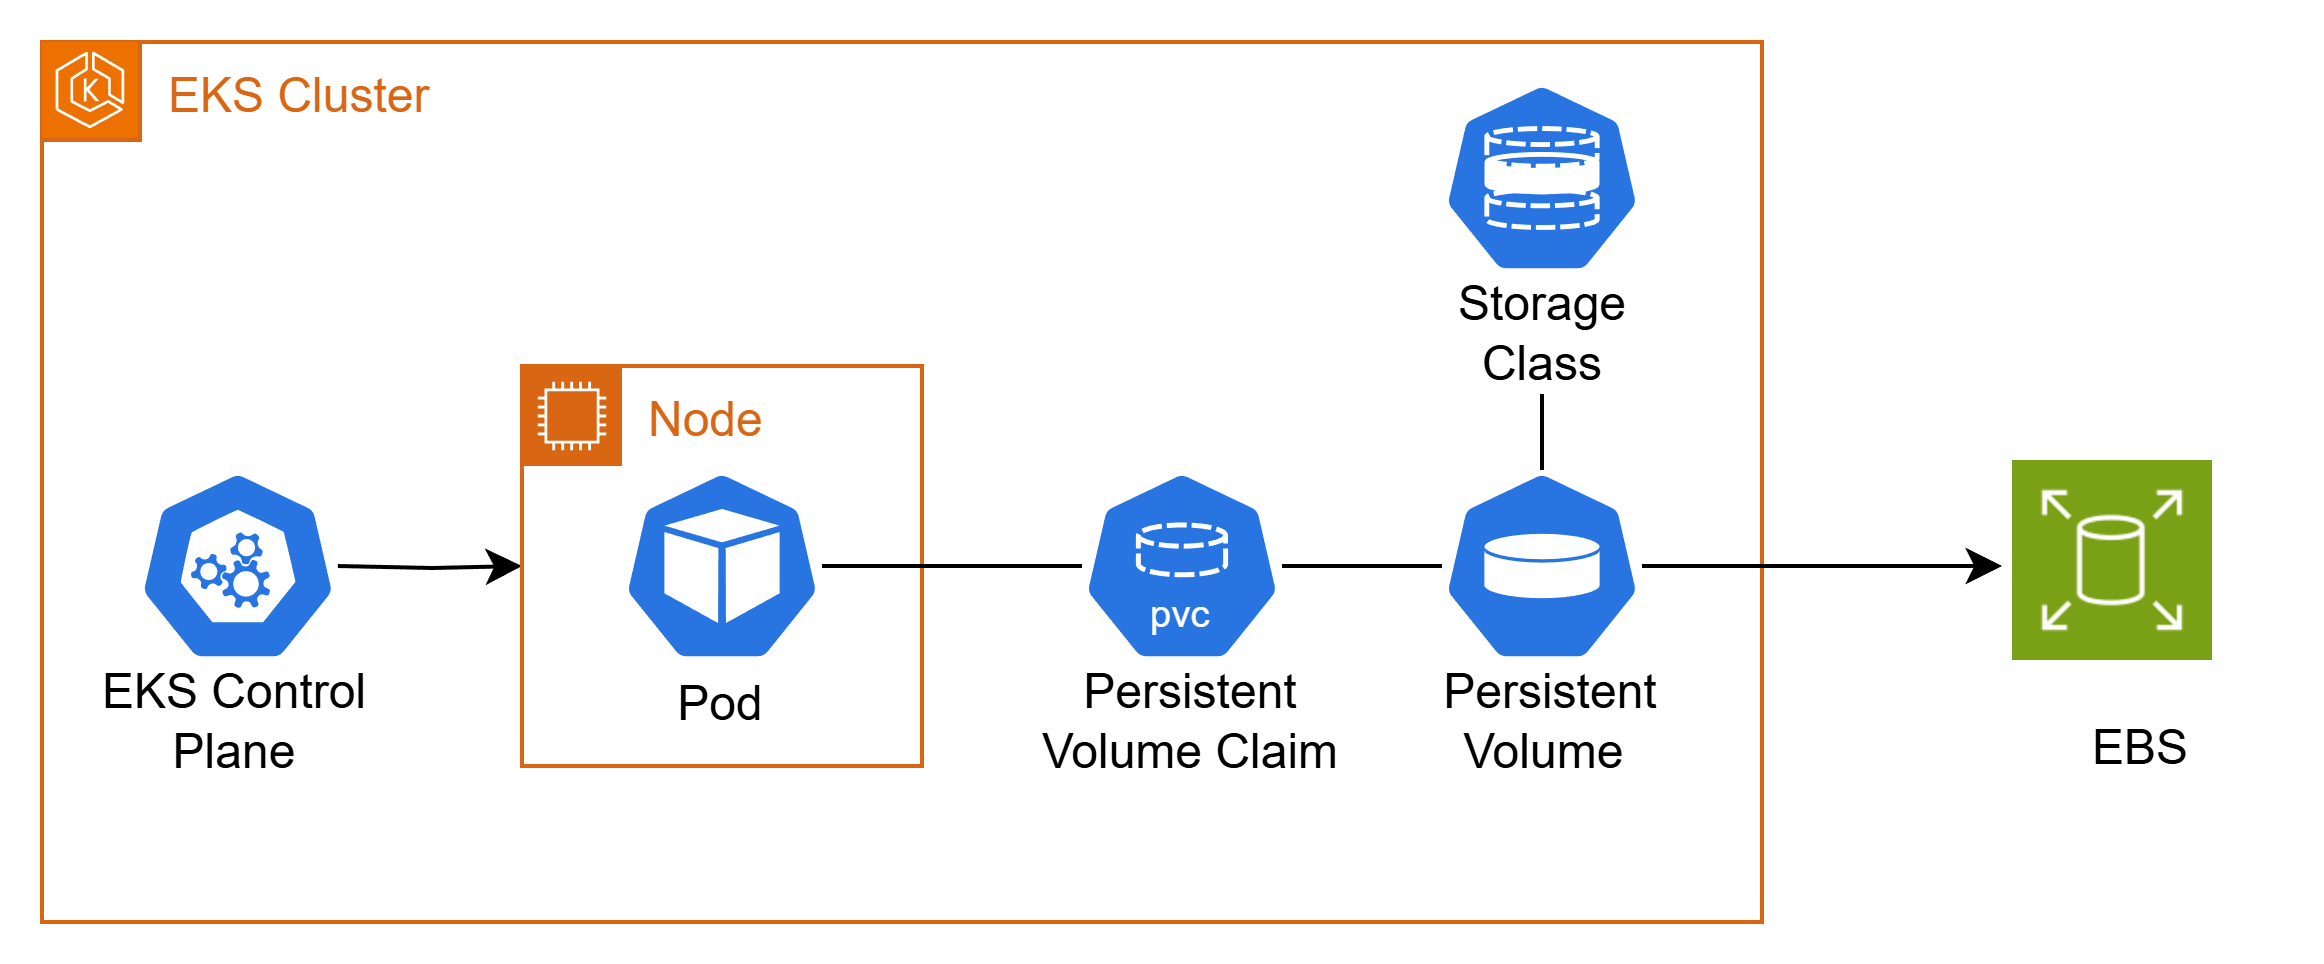 K
EKS Cluster
Storage
Class
Node
pvc
EKS Control
Plane
Pod
Persistent
Volume Claim
Persistent
Volume
EBS